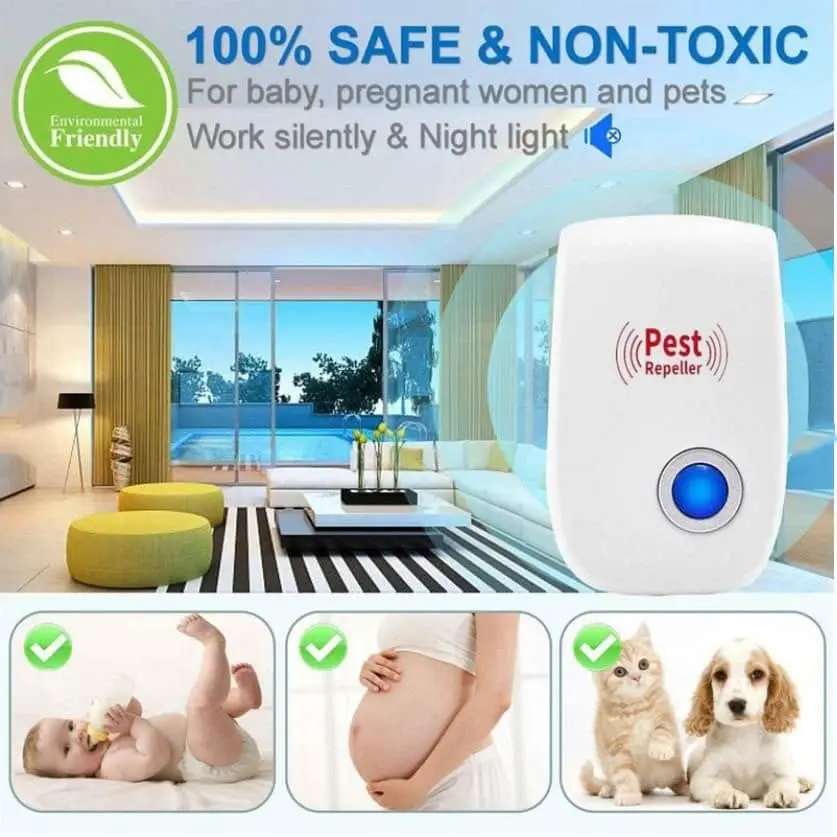 100% SAFE & NON-TOXIC
For baby, pregnant women and pets
Work silently & Night light
Environmental
Friendly
Pest
Repeller